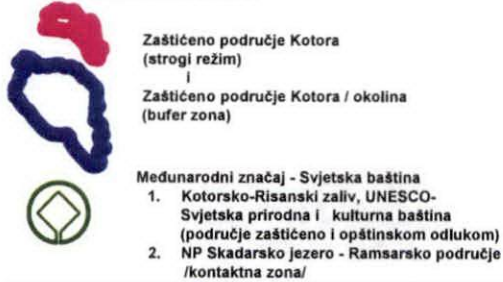 Zaštićeno područje Kotora
(strogi režim)
i
Zaštićeno područje Kotora / okolina
(bufer zona)
Međunarodni značaj - Svjetska baština
1. Kotorsko-Risanski zaliv, UNESCO-
Svjetska prirodna i kulturna baština
(područje zaštićeno i opštinskom odlukom)
2. NP Skadarsko jezero - Ramsarsko područje
/kontaktna zona/